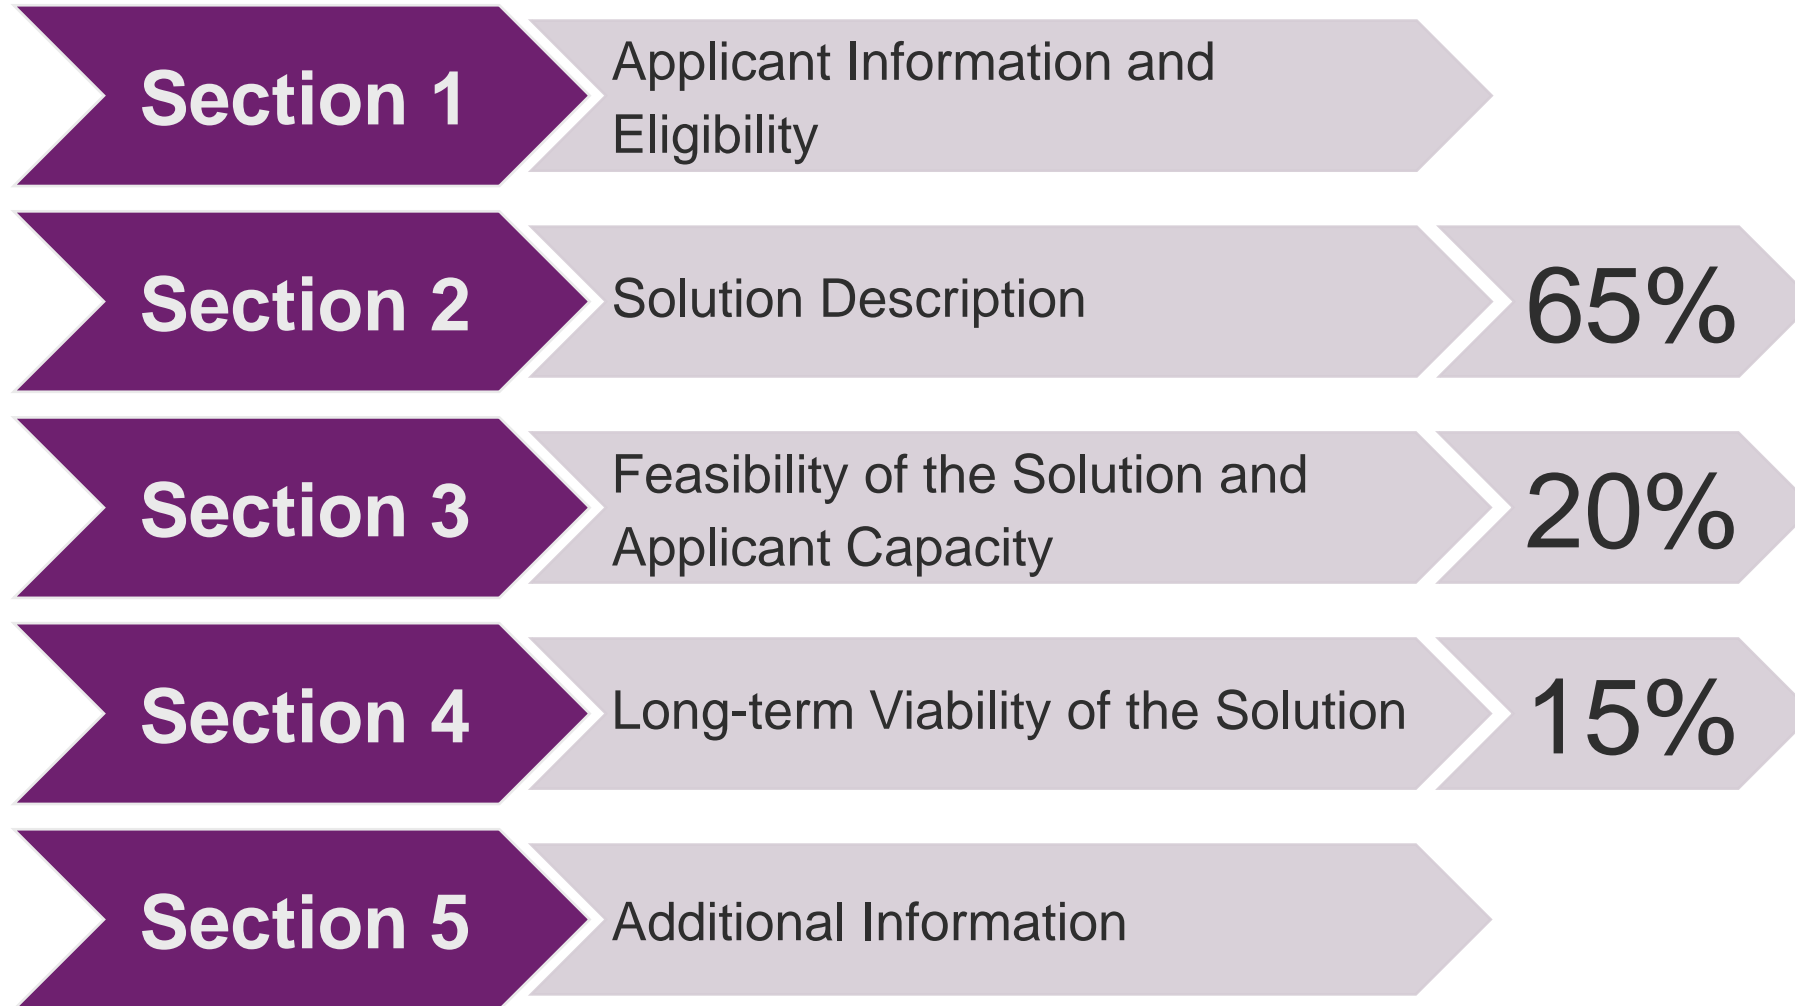 Section 1
Applicant Information and
Eligibility
Section 2
Solution Description
65%
Section 3
Feasibility of the Solution and
Applicant Capacity
20%
Section 4
Long-term Viability of the Solution
15%
Section 5
Additional Information